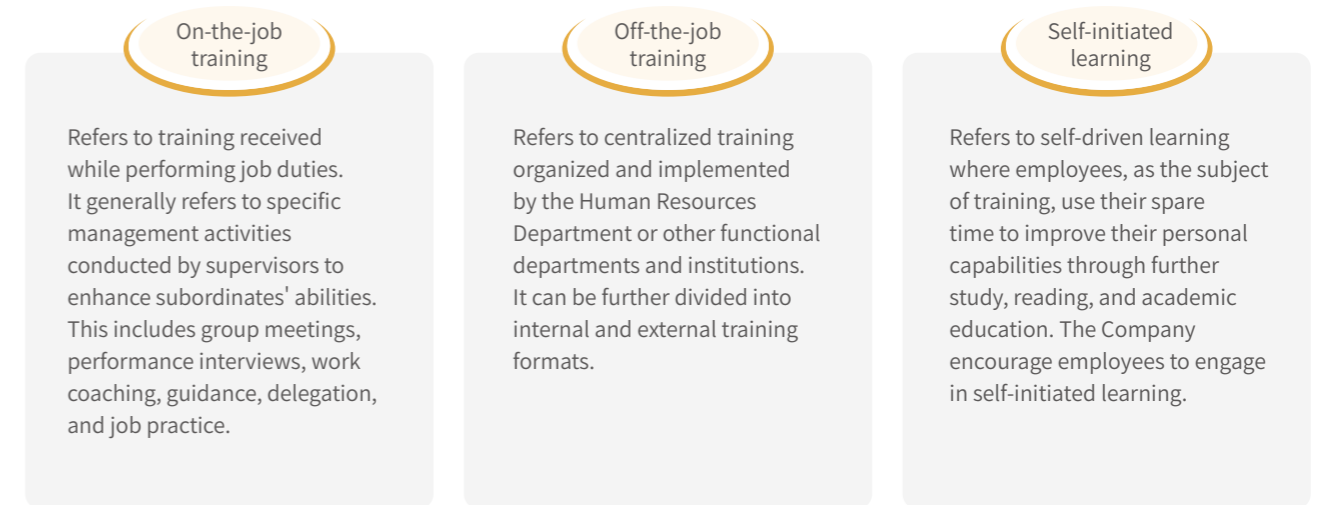 On-the-job
training
Refers to training received
while performing job duties.
It generally refers to specific
management activities
conducted by supervisors to
enhance subordinates' abilities.
This includes group meetings,
performance interviews, work
coaching, guidance, delegation,
and job practice.
Off-the-job
training
Refers to centralized training
organized and implemented
by the Human Resources
Department or other functional
departments and institutions.
It can be further divided into
internal and external training
formats.
Self-initiated
learning
Refers to self-driven learning
where employees, as the subject
of training, use their spare
time to improve their personal
capabilities through further
study, reading, and academic
education. The Company
encourage employees to engage
in self-initiated learning.